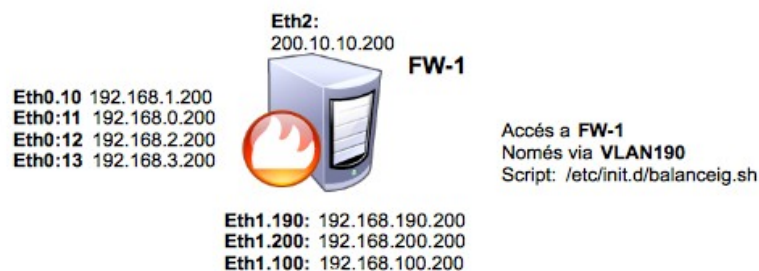 Eth2:
200.10.10.200
FW-1
Eth0.10 192.168.1.200
Eth0:11 192.168.0.200
Eth0:12 192.168.2.200
Eth0:13 192.168.3.200
Accés a FW-1
Només via VLAN190
Script: /etc/init.d/balanceig.sh
Eth1.190: 192.168.190.200
Eth1.200: 192.168.200.200
Eth1.100: 192.168.100.200